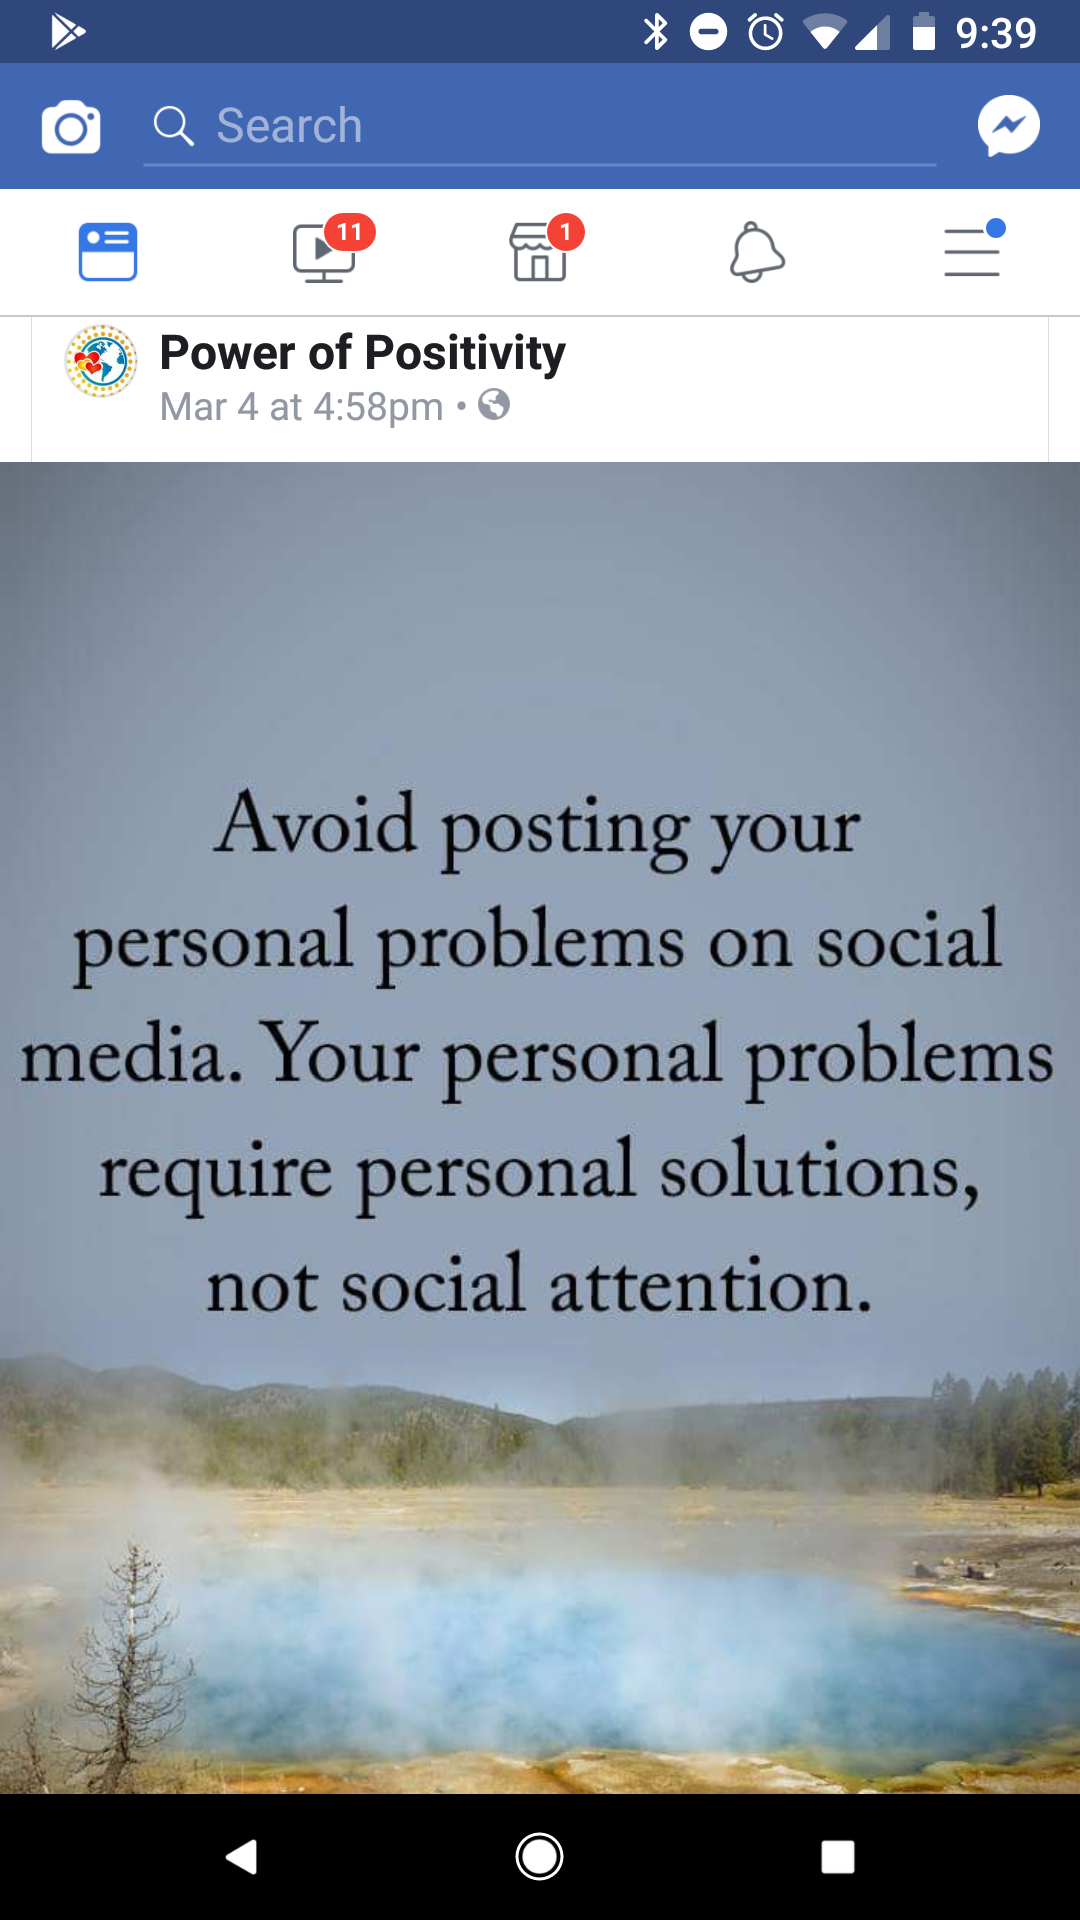 9:39
Search
11
1
Power of Positivity
Mar 4 at 4:58pm •
Avoid posting your
personal problems on social
media. Your personal problems
require personal solutions,
not social attention.